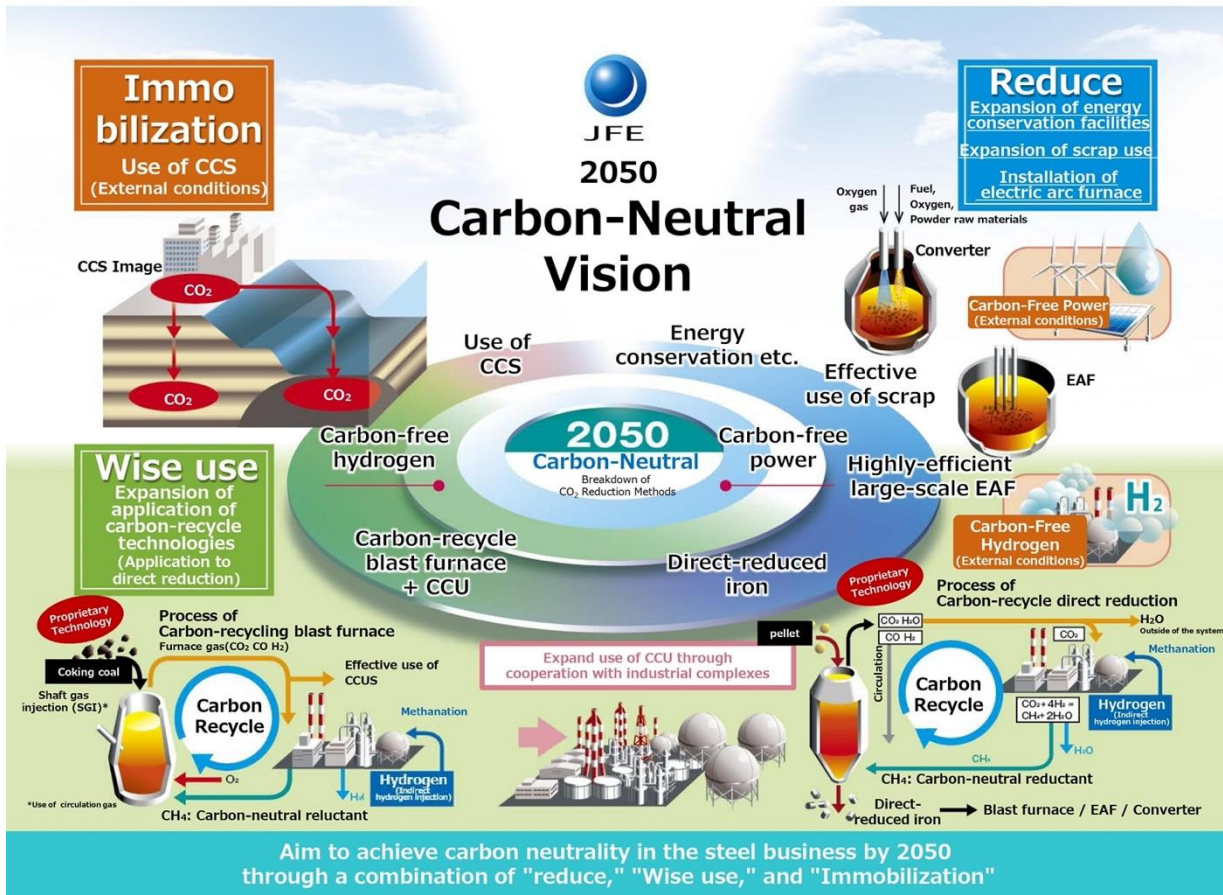 JFE
2050
Carbon-Neutral
Vision
Immo
bilization
Use of CCS
(External conditions)
CCS Image
CO₂
CO₂
CO₂
Reduce
Expansion of energy
conservation facilities
Expansion of scrap use
Installation of
electric arc furnace
Oxygen
gas
Fuel,
Oxygen,
Powder raw materials
Converter
Carbon-Free Power
(External conditions)
EAF
Use of
CCS
Energy
conservation etc.
Effective
use of scrap
Carbon-free
hydrogen
2050
Carbon-Neutral
Breakdown of
CO₂ Reduction Methods
Carbon-free
power
Highly-efficient
large-scale EAF
Carbon-recycle
blast furnace
+ CCU
Direct-reduced
iron
H₂
Carbon-Free
Hydrogen
(External conditions)
Wise use
Expansion of
application of
carbon-recycle
technologies
(Application to
direct reduction)
Proprietary
Technology
Process of
Carbon-recycling blast furnace
Furnace gas(CO₂ CO H₂)
Coking coal
Shaft gas
injection (SGI)*
Carbon
Recycle
Effective use of
CCUS
Methanation
Hydrogen
(Indirect
hydrogen injection)
O₂
CH₄: Carbon-neutral reluctant
*Use of circulation gas
Expand use of CCU through
cooperation with industrial complexes
Proprietary
Technology
Process of
Carbon-recycle direct reduction
pellet
CO₂ H₂O
CO H₂
CO₂
H₂O
Outside of the system
Circulation
Carbon
Recycle
Methanation
CO₂+4H₂ =
CH₄+ 2H₂O
Hydrogen
(Indirect
hydrogen injection)
CH₄
H₂O
CH₄: Carbon-neutral reductant
Direct-
reduced iron
Blast furnace / EAF / Converter
Aim to achieve carbon neutrality in the steel business by 2050
through a combination of "reduce," "Wise use," and "Immobilization"